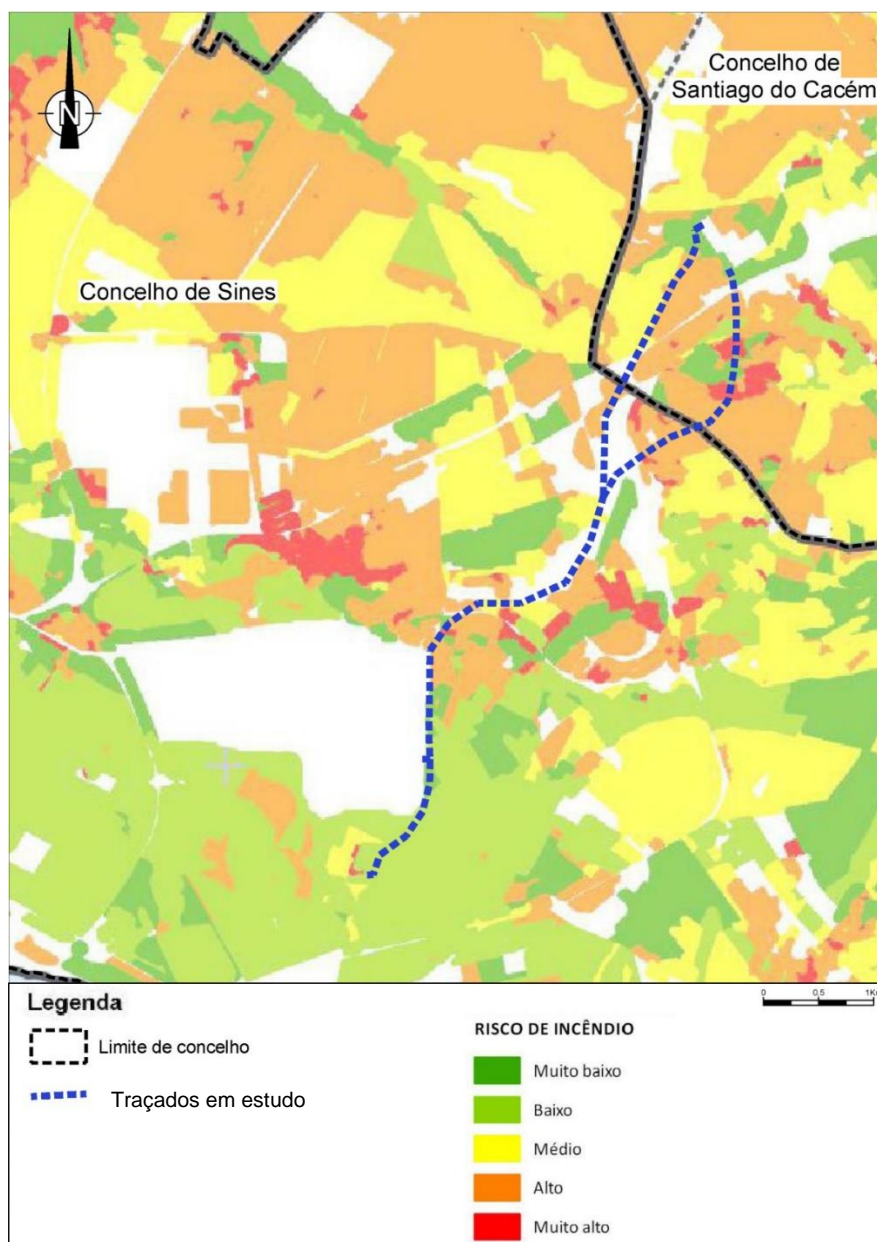 N
Concelho de
Santiago do Cacém
Concelho de Sines
Legenda
Limite de concelho
Traçados em estudo
0 0.5 1K
RISCO DE INCÊNDIO
Muito baixo
Baixo
Médio
Alto
Muito alto